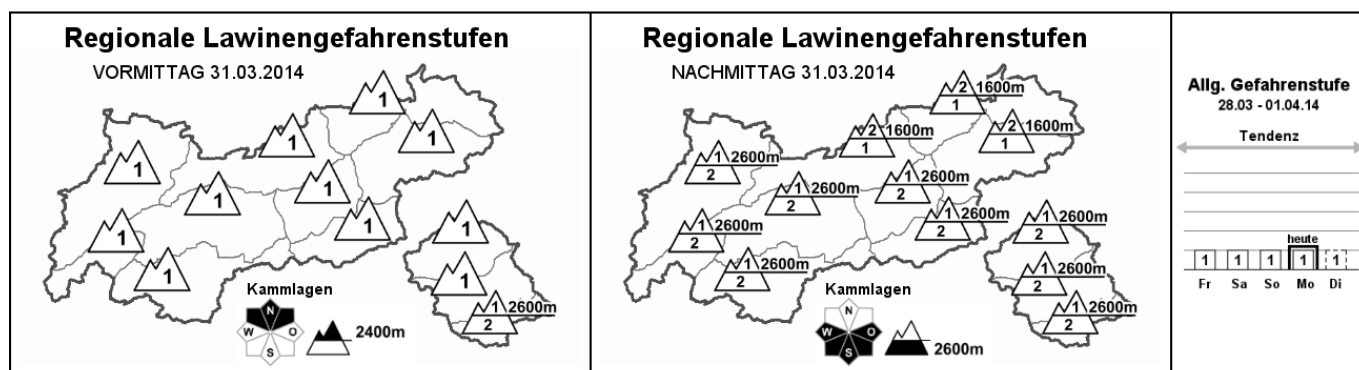 Regionale Lawinengefahrenstufen
VORMITTAG 31.03.2014
1
1
1
1
1
1
1
1
1
1
1
1
2600m
2
Kammlagen
N
W
O
S
2400m
Regionale Lawinengefahrenstufen
NACHMITTAG 31.03.2014
2 1600m
1
2 1600m
1
2 1600m
1
1 2600m
2
1 2600m
2
1 2600m
2
1 2600m
2
1 2600m
2
1 2600m
2
1 2600m
2
1 2600m
2
1 2600m
2
Kammlagen
N
W
O
S
2600m
Allg. Gefahrenstufe
28.03 - 01.04.14
Tendenz
heute
1 1 1 1 1
Fr Sa So Mo Di